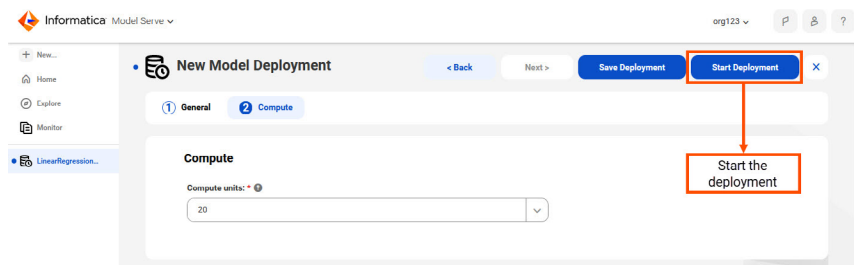 Informatica Model Serve
org123
?
New...
Home
Explore
Monitor
LinearRegression...
New Model Deployment
< Back
Next >
Save Deployment
Start Deployment
X
1 General
2 Compute
Compute
Compute units: * ?
20
Start the
deployment